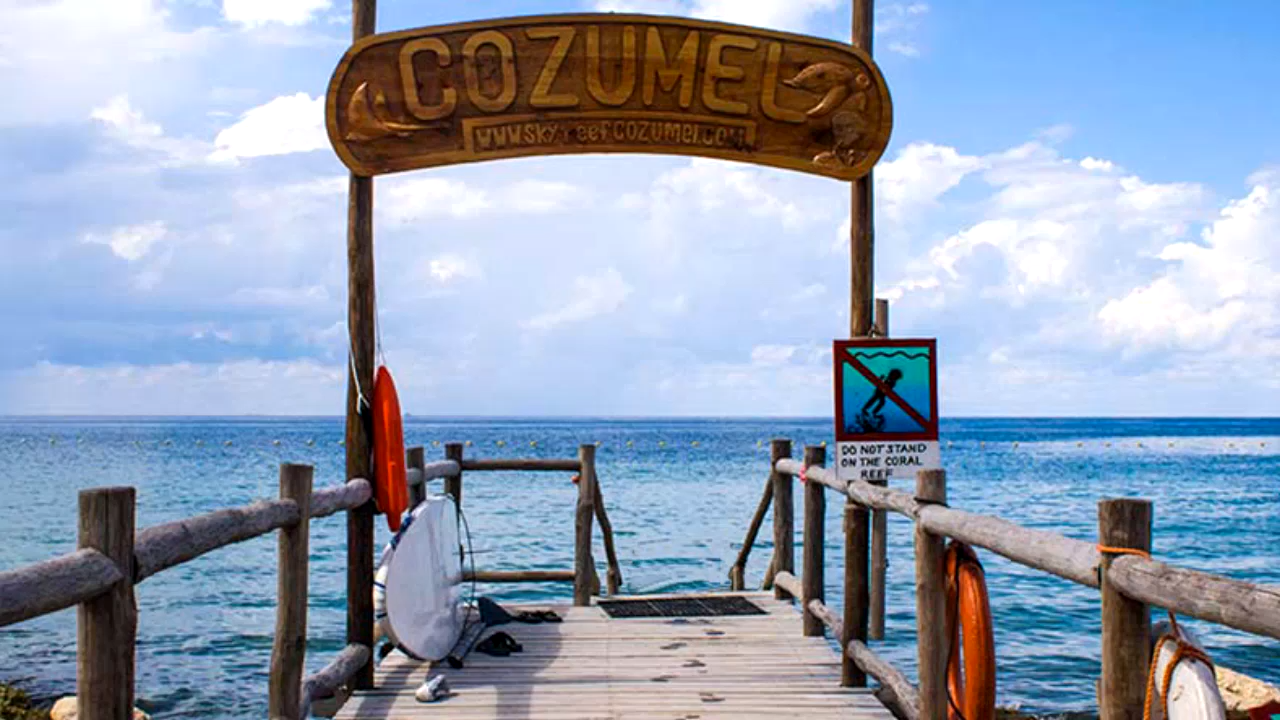 COZUMEL
www.skyreefcozumel.com
DO NOT STAND
ON THE CORAL
REEF